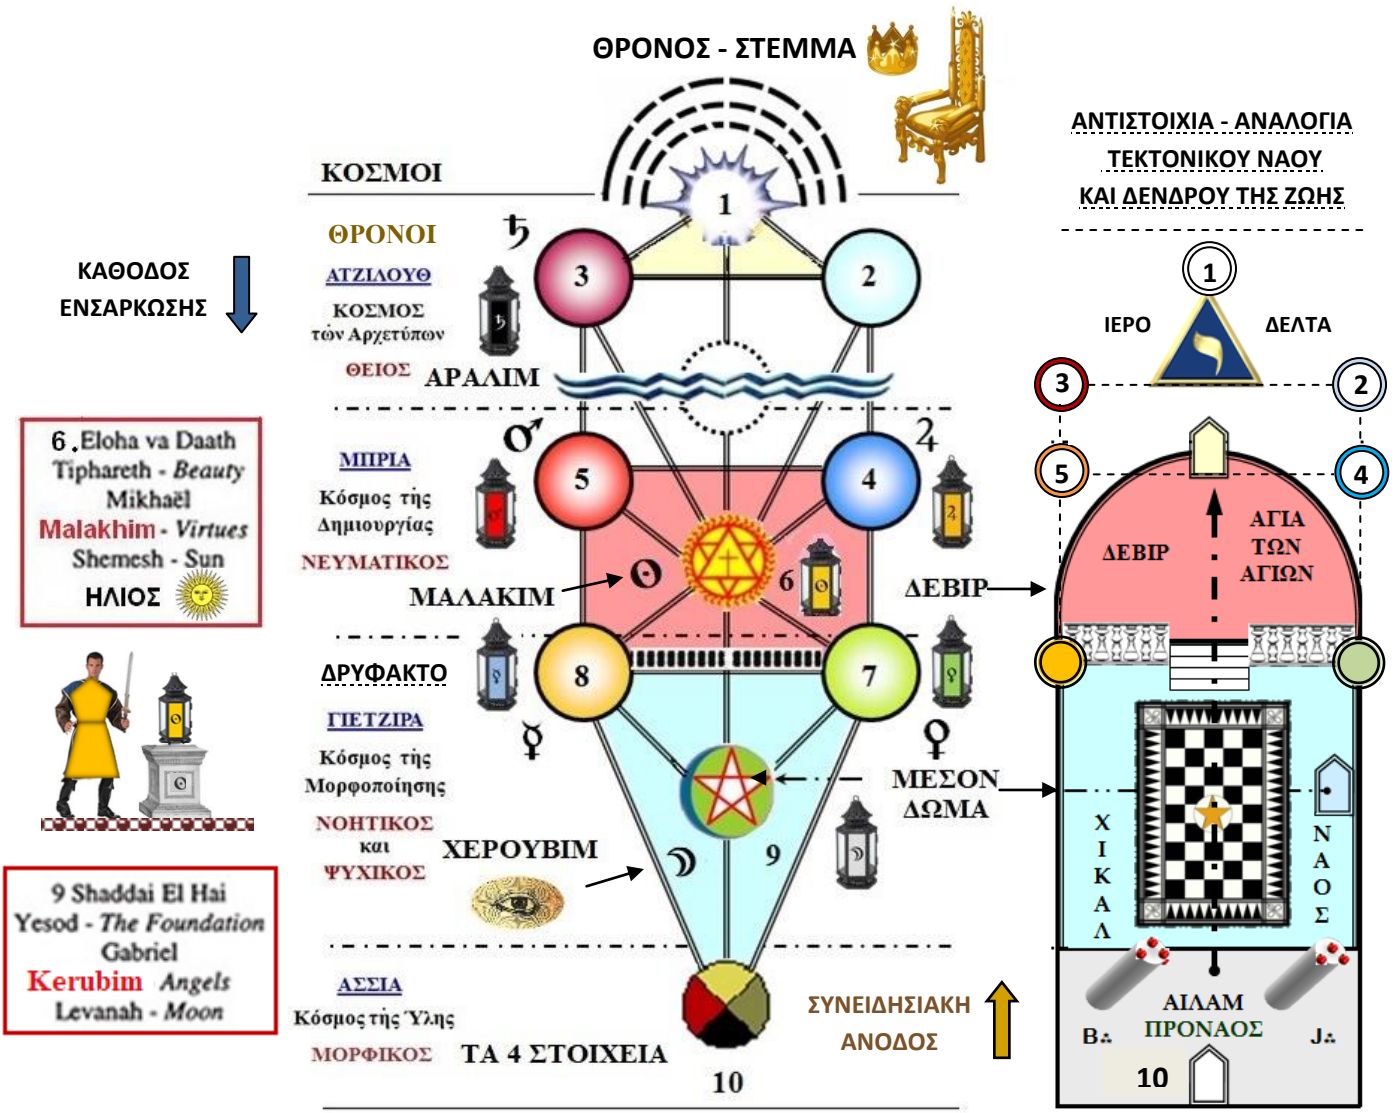 ΘΡΟΝΟΣ - ΣΤΕΜΜΑ
ΚΟΣΜΟΙ
1
ΘΡΟΝΟΙ
♄
3
2
ΑΤΖΙΛΟΥΘ
♄
ΚΟΣΜΟΣ
τών Αρχετύπων
ΘΕΙΟΣ
ΑΡΑΛΙΜ
ΚΑΘΟΔΟΣ
ΕΝΣΑΡΚΩΣΗΣ
6. Eloha va Daath
Tiphareth - Beauty
Mikhaël
Malakhim - Virtues
Shemesh - Sun
ΗΛΙΟΣ
♂
♃
ΜΠΡΙΑ
5
4
Κόσμος τής
Δημιουργίας
♂
♃
ΝΕΥΜΑΤΙΚΟΣ
☉
6
☉
ΜΑΛΑΚΙΜ
ΔΕΒΙΡ
ΔΡΥΦΑΚΤΟ
☿
8
7
♀
ΓΙΕΤΖΙΡΑ
☿
♀
Κόσμος τής
Μορφοποίησης
ΝΟΗΤΙΚΟΣ
και
ΨΥΧΙΚΟΣ
ΜΕΣΟΝ
ΔΩΜΑ
ΧΕΡΟΥΒΙΜ
☽
9
☽
☉
☉
9 Shaddai El Hai
Yesod - The Foundation
Gabriel
Kerubim Angels
Levanah - Moon
ΑΣΣΙΑ
Κόσμος τής Ύλης
ΜΟΡΦΙΚΟΣ
ΤΑ 4 ΣΤΟΙΧΕΙΑ
10
ΣΥΝΕΙΔΗΣΙΑΚΗ
ΑΝΟΔΟΣ
ΑΝΤΙΣΤΟΙΧΙΑ - ΑΝΑΛΟΓΙΑ
ΤΕΚΤΟΝΙΚΟΥ ΝΑΟΥ
ΚΑΙ ΔΕΝΔΡΟΥ ΤΗΣ ΖΩΗΣ
1
ΙΕΡΟ ΔΕΛΤΑ
י
3
2
5
4
ΔΕΒΙΡ
ΑΓΙΑ
ΤΩΝ
ΑΓΙΩΝ
ΧΙΚΑΛ
ΝΑΟΣ
ΑΙΛΑΜ
ΠΡΟΝΑΟΣ
Β∴
J∴
10